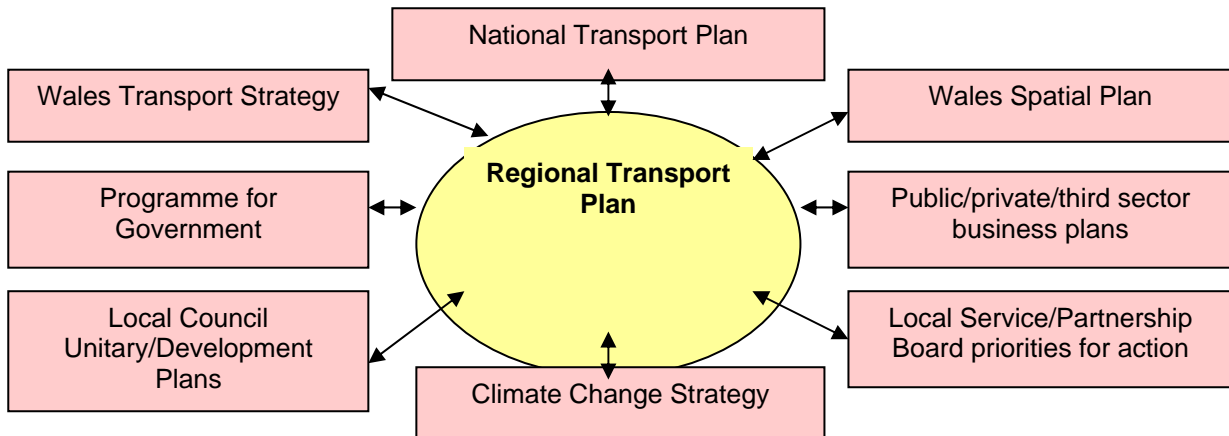 National Transport Plan
Wales Transport Strategy
Wales Spatial Plan
Regional Transport
Plan
Programme for
Government
Public/private/third sector
business plans
Local Council
Unitary/Development
Plans
Local Service/Partnership
Board priorities for action
Climate Change Strategy